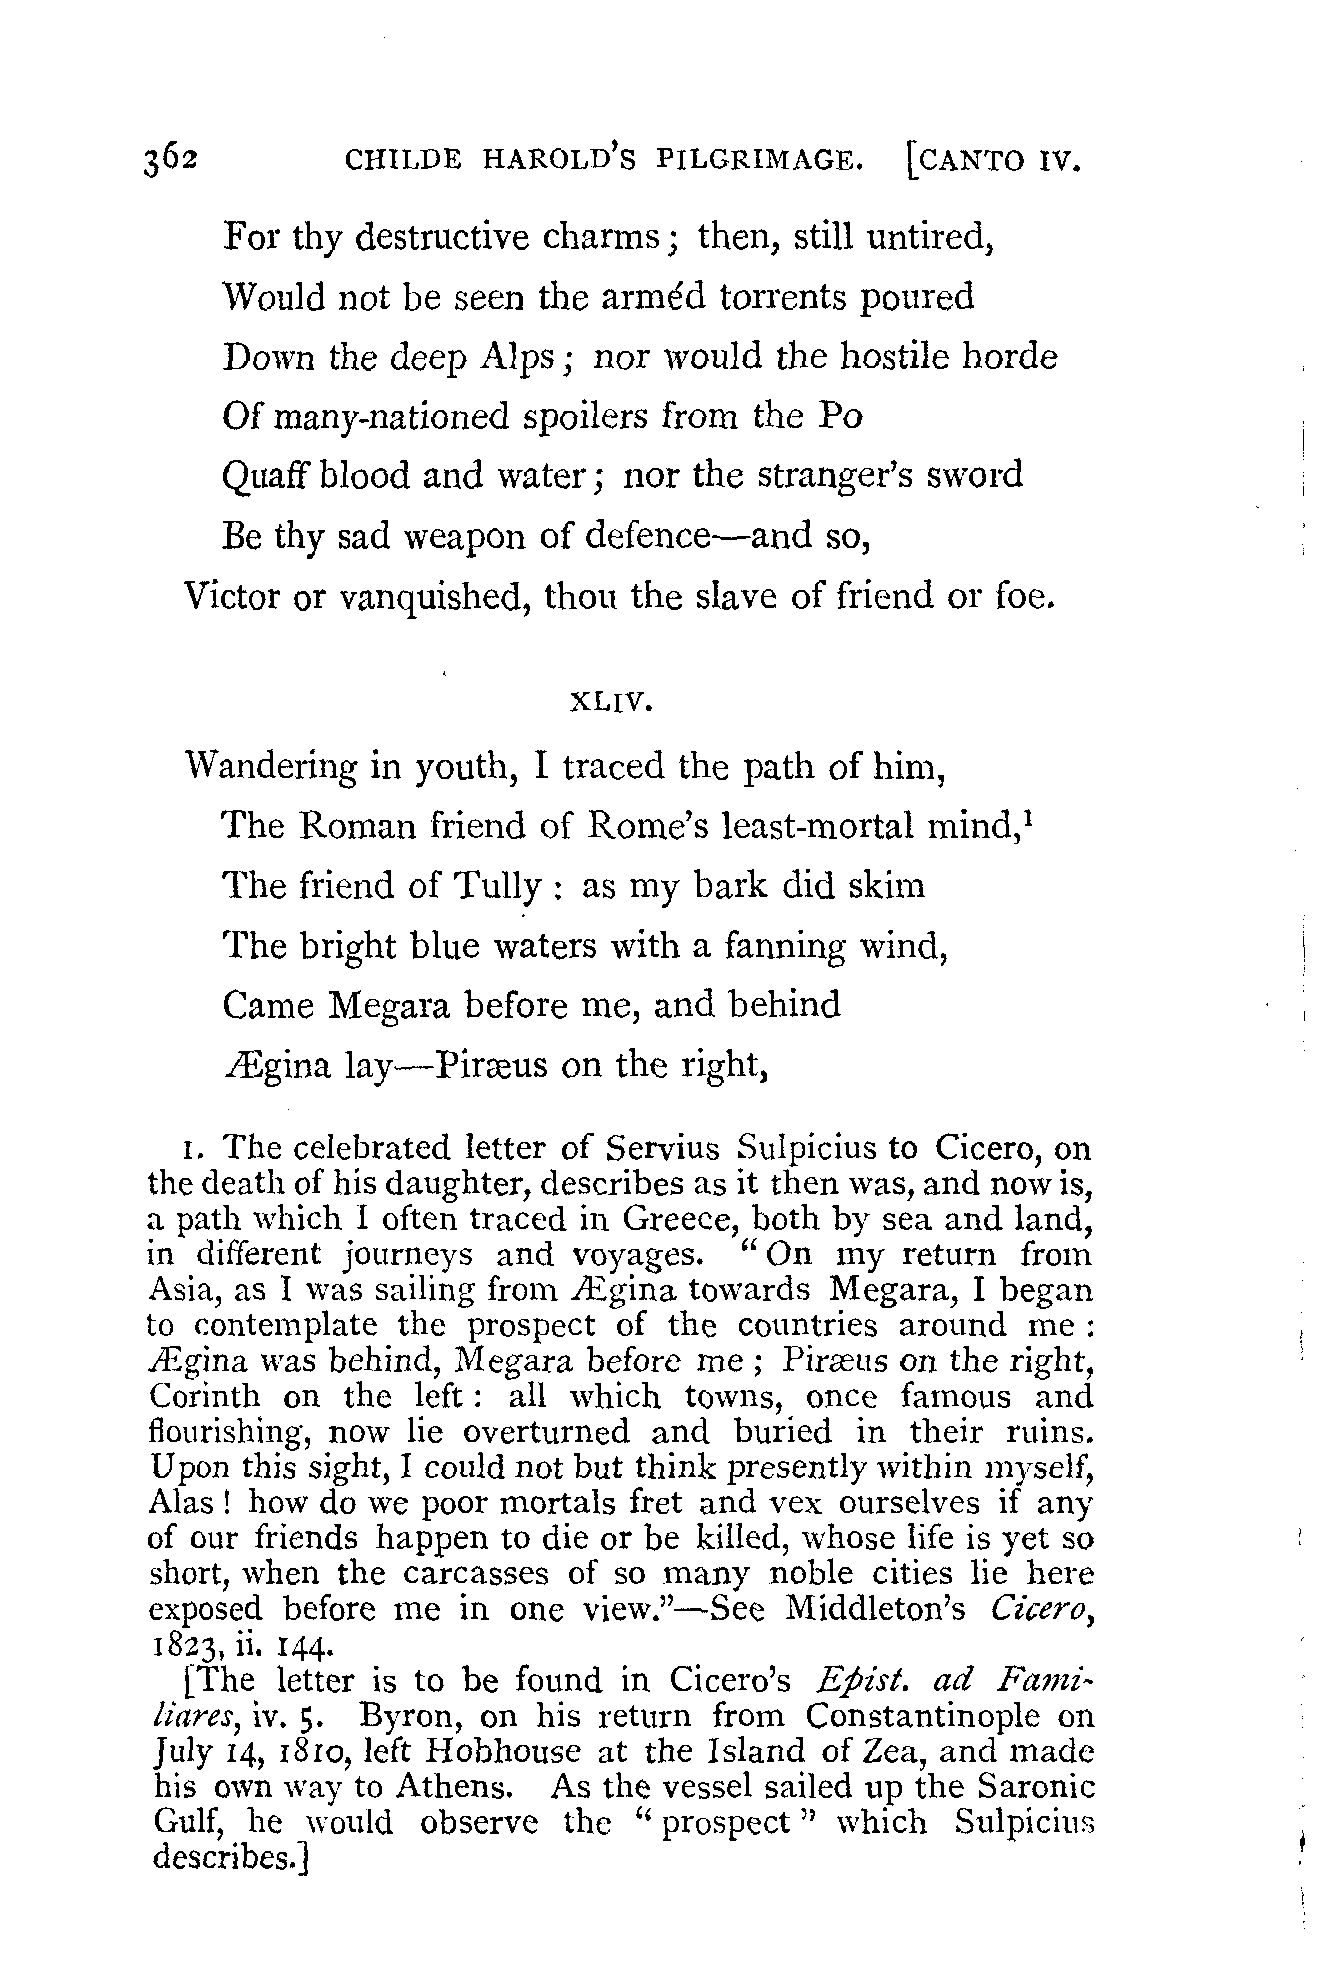 362 CHILDE HAROLD'S PILGRIMAGE. [CANTO IV.
For thy destructive charms; then, still untired,
Would not be seen the arméd torrents poured
Down the deep Alps; nor would the hostile horde
Of many-nationed spoilers from the Po
Quaff blood and water; nor the stranger's sword
Be thy sad weapon of defence—and so,
Victor or vanquished, thou the slave of friend or foe.
XLIV.
Wandering in youth, I traced the path of him,
The Roman friend of Rome's least-mortal mind,¹
The friend of Tully: as my bark did skim
The bright blue waters with a fanning wind,
Came Megara before me, and behind
Ægina lay—Piræus on the right,
1. The celebrated letter of Servius Sulpicius to Cicero, on
the death of his daughter, describes as it then was, and now is,
a path which I often traced in Greece, both by sea and land,
in different journeys and voyages. "On my return from
Asia, as I was sailing from Ægina towards Megara, I began
to contemplate the prospect of the countries around me:
Ægina was behind, Megara before me; Piræus on the right,
Corinth on the left: all which towns, once famous and
flourishing, now lie overturned and buried in their ruins.
Upon this sight, I could not but think presently within myself,
Alas! how do we poor mortals fret and vex ourselves if any
of our friends happen to die or be killed, whose life is yet so
short, when the carcasses of so many noble cities lie here
exposed before me in one view."—See Middleton's Cicero,
1823, ii. 144.
[The letter is to be found in Cicero's Epist. ad Fami-
liares, iv. 5. Byron, on his return from Constantinople on
July 14, 1810, left Hobhouse at the Island of Zea, and made
his own way to Athens. As the vessel sailed up the Saronic
Gulf, he would observe the "prospect" which Sulpicius
describes.]